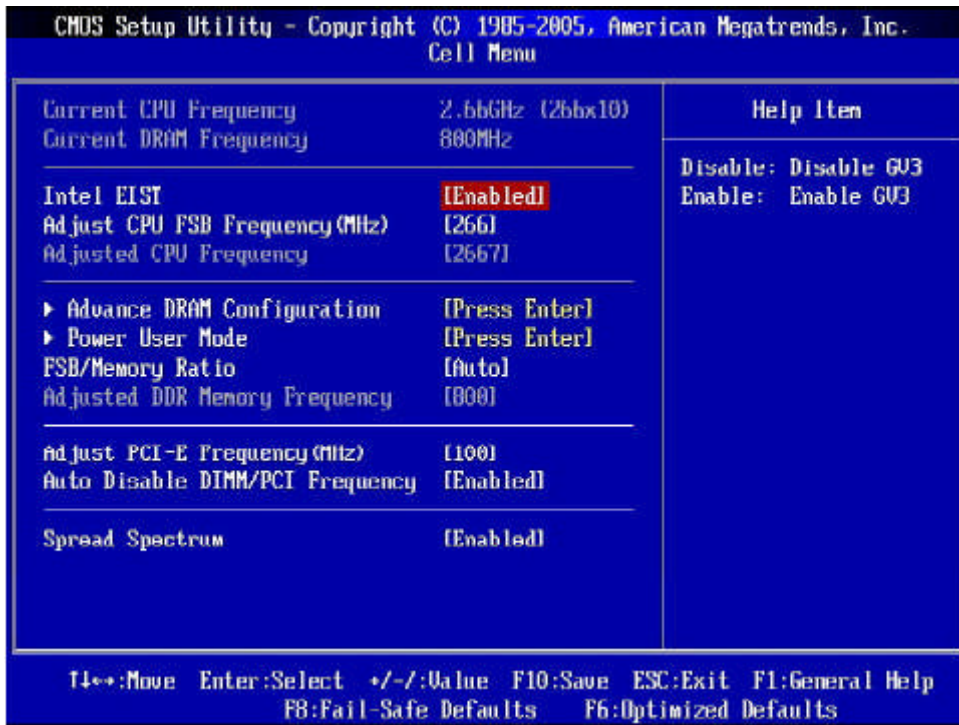 CMOS Setup Utility - Copyright (C) 1985-2005, American Megatrends, Inc.
Cell Menu
Current CPU Frequency 2.66GHz (266x10)
Current DRAM Frequency 800MHz
Help Item
Disable: Disable GV3
Enable: Enable GV3
Intel EIST [Enabled]
Adjust CPU FSB Frequency(MHz) [266]
Adjusted CPU Frequency [2667]
▶ Advance DRAM Configuration [Press Enter]
▶ Power User Mode [Press Enter]
FSB/Memory Ratio [Auto]
Adjusted DDR Memory Frequency [800]
Adjust PCI-E Frequency(MHz) [100]
Auto Disable DIMM/PCI Frequency [Enabled]
Spread Spectrum [Enabled]
↑↓←→:Move Enter:Select +/-/:Value F10:Save ESC:Exit F1:General Help
F8:Fail-Safe Defaults F6:Optimized Defaults